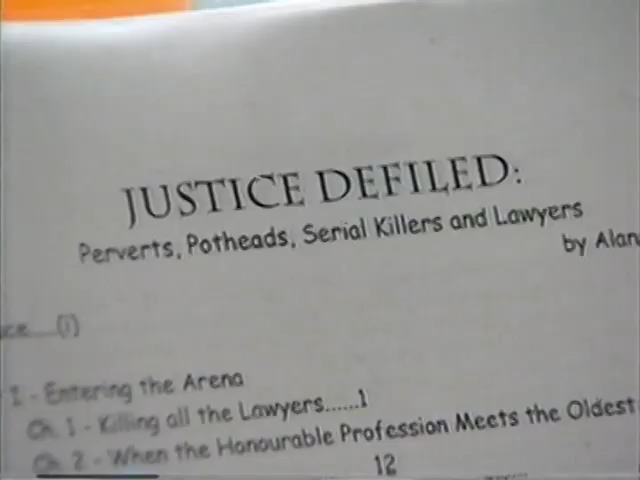 JUSTICE DEFILED:
Perverts, Potheads, Serial Killers and Lawyers
by Alan
(i)
I - Entering the Arena
Ch. 1 - Killing all the Lawyers......1
Ch. 2 - When the Honourable Profession Meets the Oldest
12